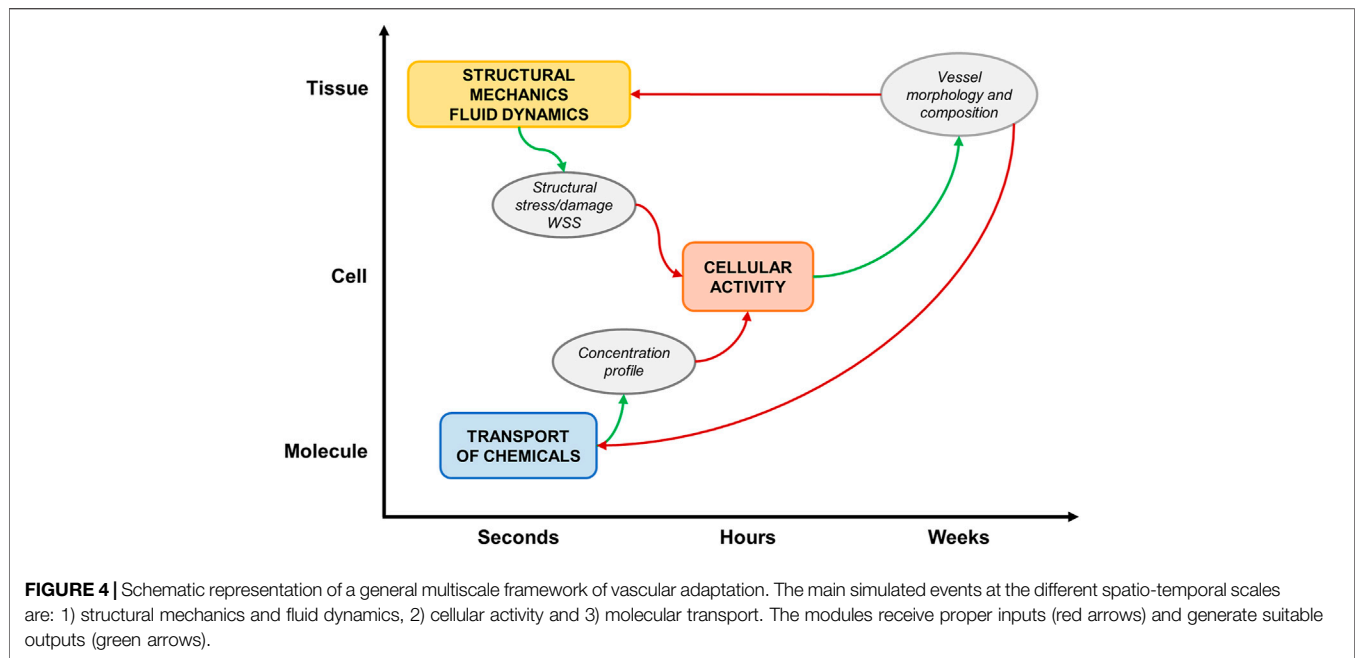 Tissue
STRUCTURAL
MECHANICS
FLUID DYNAMICS
Vessel
morphology and
composition
Structural
stress/damage
WSS
Cell
CELLULAR
ACTIVITY
Concentration
profile
Molecule
TRANSPORT
OF CHEMICALS
Seconds
Hours
Weeks
FIGURE 4 | Schematic representation of a general multiscale framework of vascular adaptation. The main simulated events at the different spatio-temporal scales
are: 1) structural mechanics and fluid dynamics, 2) cellular activity and 3) molecular transport. The modules receive proper inputs (red arrows) and generate suitable
outputs (green arrows).